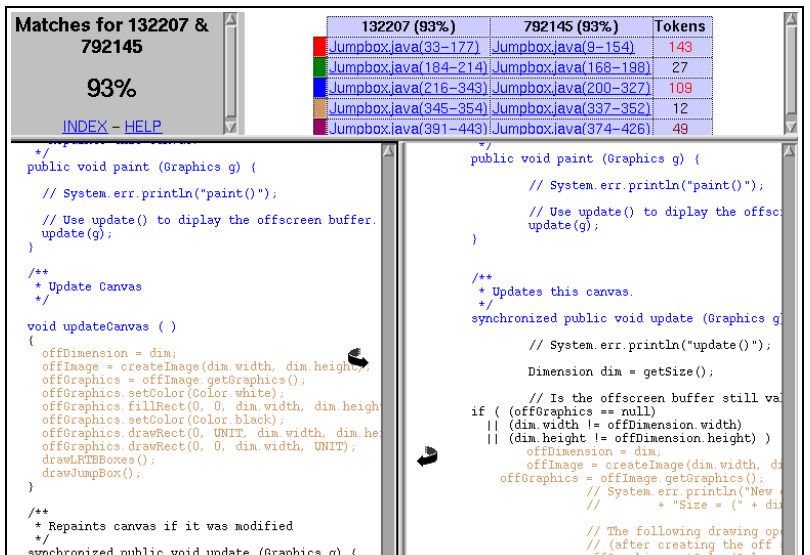 Matches for 132207 &
792145
93%
INDEX – HELP
132207 (93%) 792145 (93%) Tokens
Jumpbox.java(33–177) Jumpbox.java(9–154) 143
Jumpbox.java(184–214) Jumpbox.java(168–198) 27
Jumpbox.java(216–343) Jumpbox.java(200–327) 109
Jumpbox.java(345–354) Jumpbox.java(337–352) 12
Jumpbox.java(391–443) Jumpbox.java(374–426) 49
*/
public void paint (Graphics g) {
// System.err.println("paint()");
// Use update() to diplay the offscreen buffer.
update(g);
}
/**
* Update Canvas
*/
void updateCanvas ( )
{
offDimension = dim;
offImage = createImage(dim.width, dim.height);
offGraphics = offImage.getGraphics();
offGraphics.setColor(Color.white);
offGraphics.fillRect(0, 0, dim.width, dim.heigh
offGraphics.setColor(Color.black);
offGraphics.drawRect(0, UNIT, dim.width, dim.he
offGraphics.drawRect(0, 0, dim.width, UNIT);
drawLRTBBoxes();
drawJumpBox();
}
/**
* Repaints canvas if it was modified
*/
synchronized public void update (Graphics g) {
*/
public void paint (Graphics g) {
// System.err.println("paint()");
// Use update() to diplay the offsc
update(g);
}
/**
* Updates this canvas.
*/
synchronized public void update (Graphics g)
// System.err.println("update()");
Dimension dim = getSize();
// Is the offscreen buffer still val
if ( (offGraphics == null)
|| (dim.width != offDimension.width)
|| (dim.height != offDimension.height) )
offDimension = dim;
offImage = createImage(dim.width, di
offGraphics = offImage.getGraphics();
// System.err.println("New
// + "Size = (" + dim
// The following drawing ope
// (after creating the off